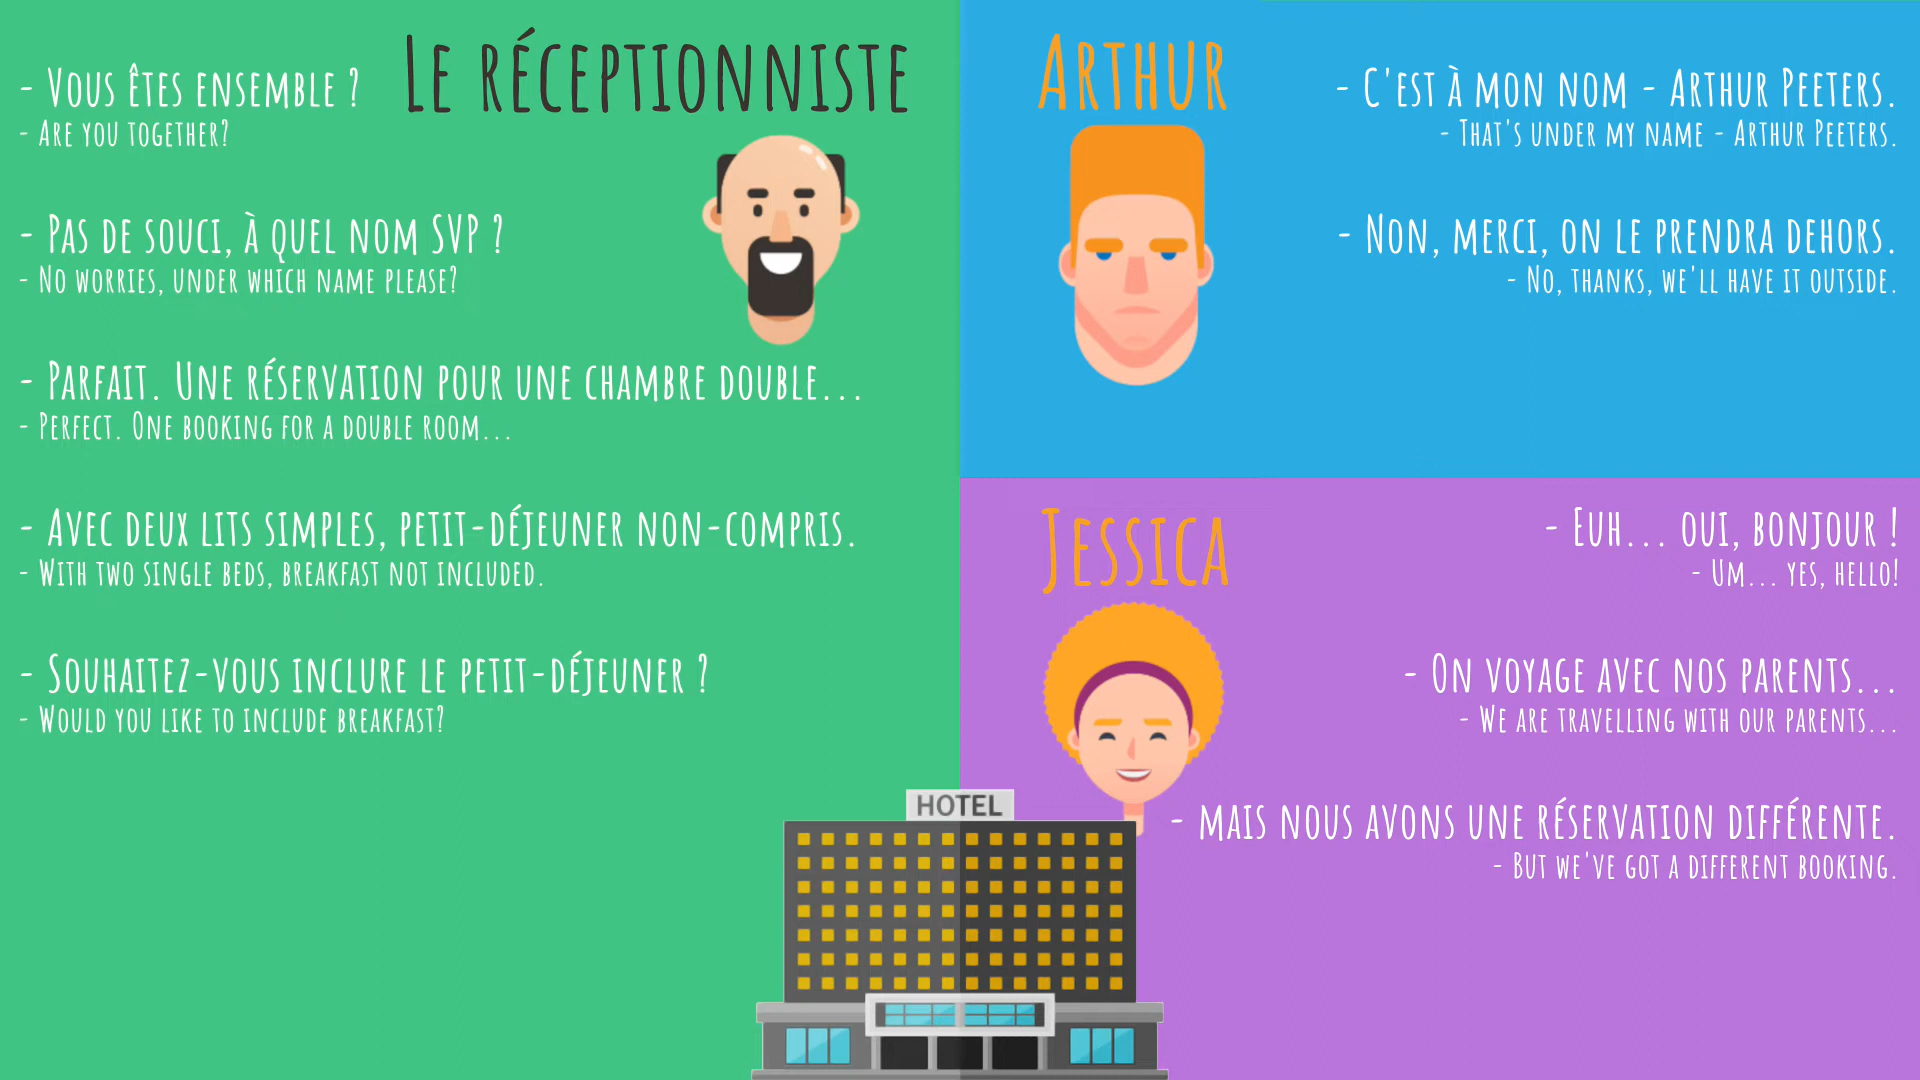 Le réceptionniste
- Vous êtes ensemble ?
- Are you together?
- Pas de souci, à quel nom SVP ?
- No worries, under which name please?
- Parfait. Une réservation pour une chambre double...
- Perfect. One booking for a double room...
- Avec deux lits simples, petit-déjeuner non-compris.
- With two single beds, breakfast not included.
- Souhaitez-vous inclure le petit-déjeuner ?
- Would you like to include breakfast?
Arthur
- C'est à mon nom - Arthur Peeters.
- That's under my name - Arthur Peeters.
- Non, merci, on le prendra dehors.
- No, thanks, we'll have it outside.
Jessica
- Euh... oui, bonjour !
- Um... yes, hello!
- On voyage avec nos parents...
- We are travelling with our parents...
- mais nous avons une réservation différente.
- But we've got a different booking.
HOTEL